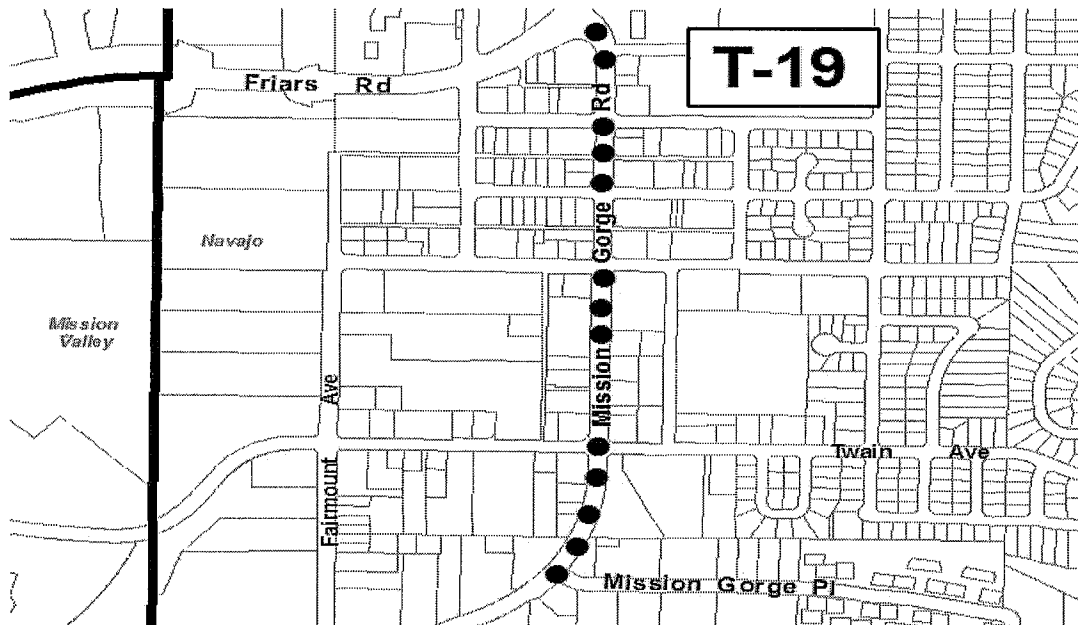 T-19
Friars Rd
Mission Gorge Rd
Navajo
Mission
Valley
Fairmount Ave
Twain Ave
Mission Gorge Pl